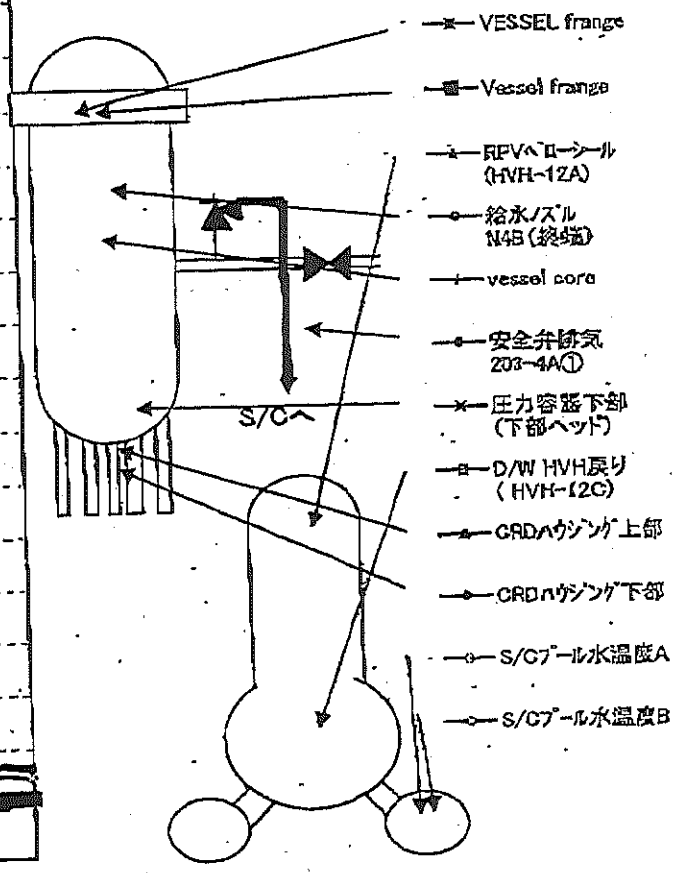 VESSEL frange
Vessel frange
RPVベローシール
(HVH-12A)
給水ノズル
N4B(終端)
vessel core
安全弁排気
203-4A①
S/Cへ
圧力容器下部
(下部ヘッド)
D/W HVH戻り
(HVH-12C)
CRDハウジング上部
CRDハウジング下部
S/Cプール水温度A
S/Cプール水温度B